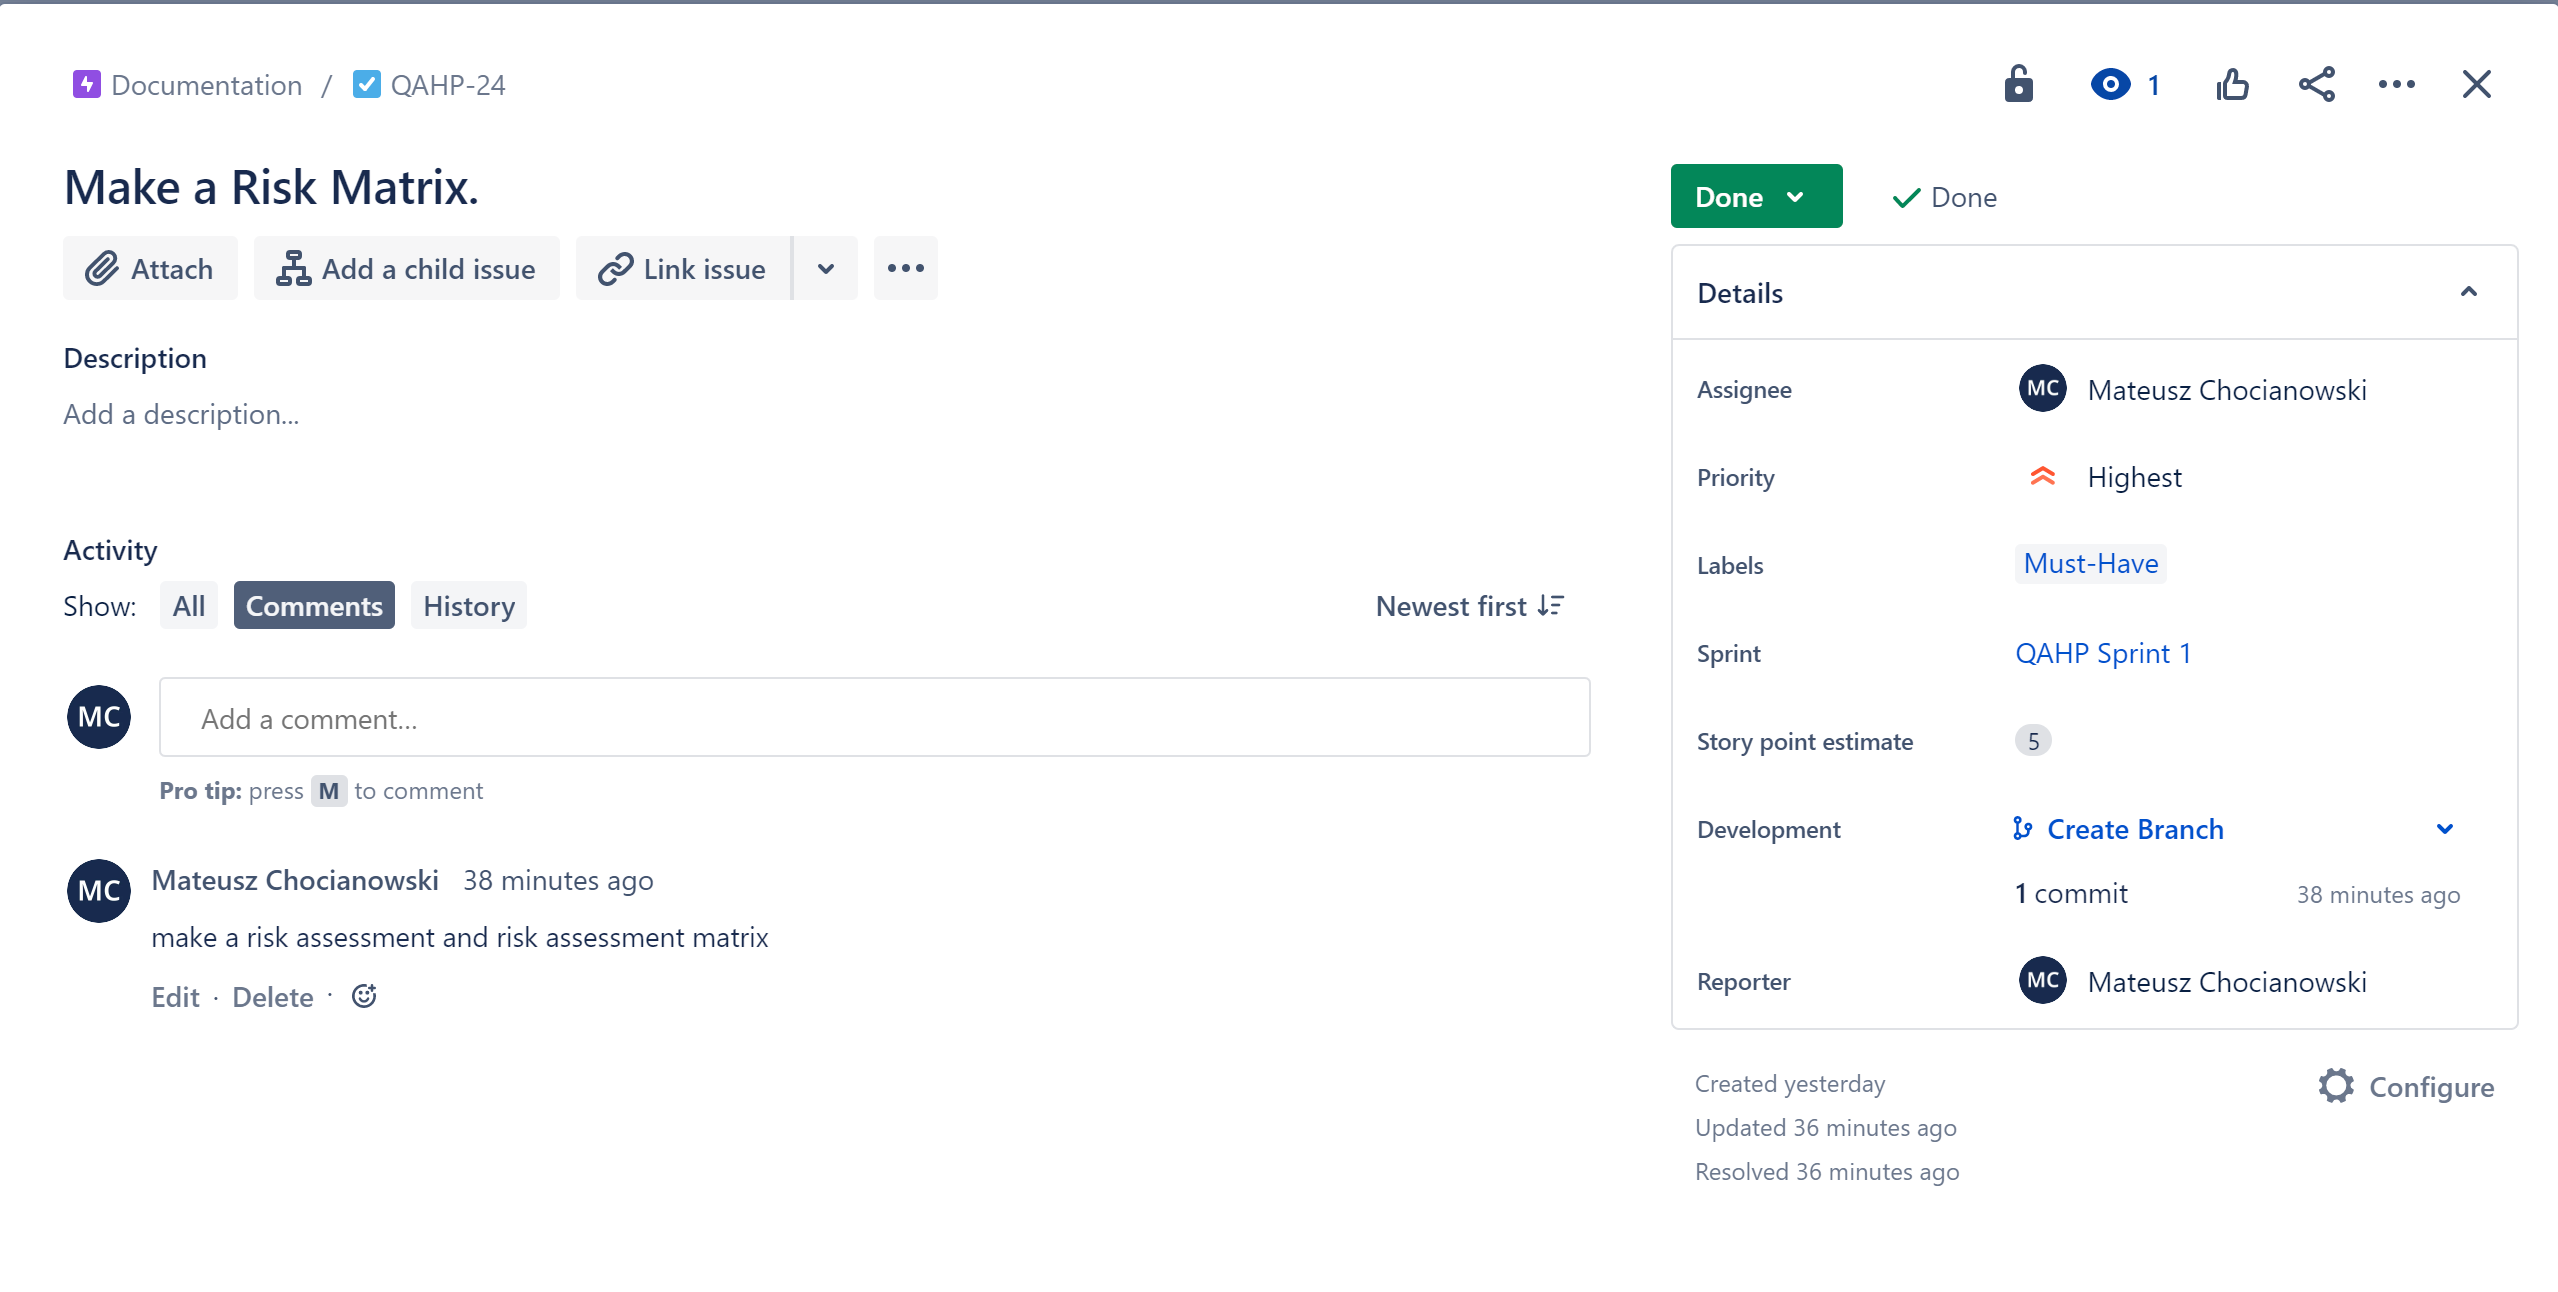 Documentation / QAHP-24
1
Make a Risk Matrix.
Attach Add a child issue Link issue
Description
Add a description...
Activity
Show: All Comments History Newest first
MC Add a comment...
Pro tip: press M to comment
MC Mateusz Chocianowski 38 minutes ago
make a risk assessment and risk assessment matrix
Edit · Delete ·
Done Done
Details
Assignee MC Mateusz Chocianowski
Priority Highest
Labels Must-Have
Sprint QAHP Sprint 1
Story point estimate 5
Development Create Branch
1 commit 38 minutes ago
Reporter MC Mateusz Chocianowski
Created yesterday Configure
Updated 36 minutes ago
Resolved 36 minutes ago